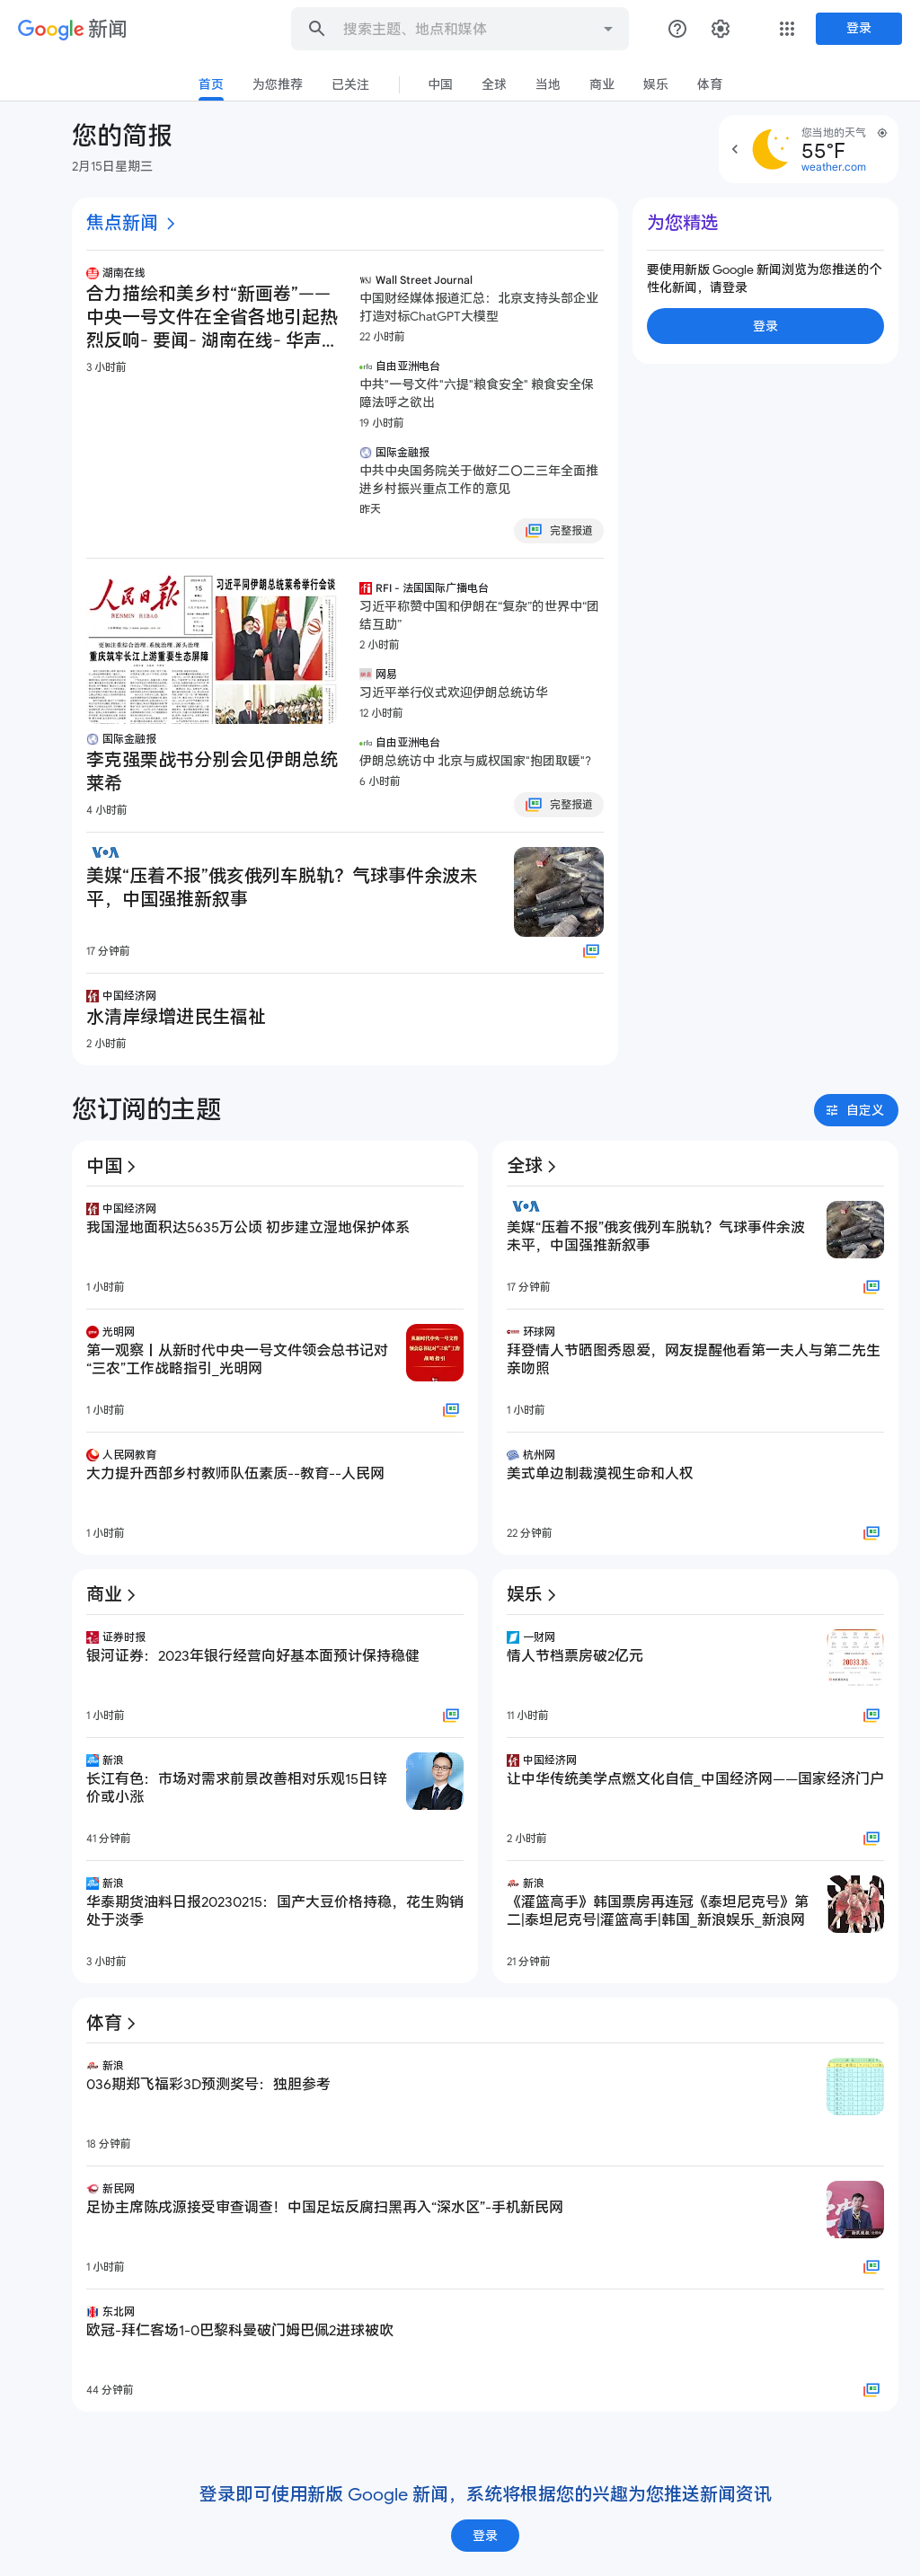 Google 新闻
搜索主题、地点和媒体
登录
首页
为您推荐
已关注
中国
全球
当地
商业
娱乐
体育
您的简报
2月15日星期三
您当地的天气
55°F
weather.com
焦点新闻
湖南在线
合力描绘和美乡村“新画卷”——
中央一号文件在全省各地引起热
烈反响- 要闻- 湖南在线- 华声...
3 小时前
WSJ Wall Street Journal
中国财经媒体报道汇总：北京支持头部企业
打造对标ChatGPT大模型
22 小时前
rfa 自由亚洲电台
中共"一号文件"六提"粮食安全" 粮食安全保
障法呼之欲出
19 小时前
国际金融报
中共中央国务院关于做好二〇二三年全面推
进乡村振兴重点工作的意见
昨天
完整报道
为您精选
要使用新版 Google 新闻浏览为您推送的个
性化新闻，请登录
登录
人民日报
RENMIN RIBAO
15
习近平同伊朗总统莱希举行会谈
重庆筑牢长江上游重要生态屏障
国际金融报
李克强栗战书分别会见伊朗总统
莱希
4 小时前
RFI - 法国国际广播电台
习近平称赞中国和伊朗在“复杂”的世界中“团
结互助”
2 小时前
网易
习近平举行仪式欢迎伊朗总统访华
12 小时前
rfa 自由亚洲电台
伊朗总统访中 北京与威权国家"抱团取暖"？
6 小时前
完整报道
VOA
美媒“压着不报”俄亥俄列车脱轨？气球事件余波未
平，中国强推新叙事
17 分钟前
中国经济网
水清岸绿增进民生福祉
2 小时前
您订阅的主题
自定义
中国
中国经济网
我国湿地面积达5635万公顷 初步建立湿地保护体系
1 小时前
光明网
第一观察丨从新时代中央一号文件领会总书记对
“三农”工作战略指引_光明网
从新时代中央一号文件
领会总书记对“三农”工作
战略指引
1 小时前
人民网教育
大力提升西部乡村教师队伍素质--教育--人民网
1 小时前
全球
VOA
美媒“压着不报”俄亥俄列车脱轨？气球事件余波
未平，中国强推新叙事
17 分钟前
环球网
拜登情人节晒图秀恩爱，网友提醒他看第一夫人与第二先生
亲吻照
1 小时前
杭州网
美式单边制裁漠视生命和人权
22 分钟前
商业
证券时报
银河证券：2023年银行经营向好基本面预计保持稳健
1 小时前
新浪
长江有色：市场对需求前景改善相对乐观15日锌
价或小涨
41 分钟前
新浪
华泰期货油料日报20230215：国产大豆价格持稳，花生购销
处于淡季
3 小时前
娱乐
一财网
情人节档票房破2亿元
20033.35
11 小时前
中国经济网
让中华传统美学点燃文化自信_中国经济网——国家经济门户
2 小时前
新浪
《灌篮高手》韩国票房再连冠《泰坦尼克号》第
二|泰坦尼克号|灌篮高手|韩国_新浪娱乐_新浪网
21 分钟前
体育
新浪
036期郑飞福彩3D预测奖号：独胆参考
18 分钟前
新民网
足协主席陈戌源接受审查调查！中国足坛反腐扫黑再入“深水区”-手机新民网
1 小时前
东北网
欧冠-拜仁客场1-0巴黎科曼破门姆巴佩2进球被吹
44 分钟前
登录即可使用新版 Google 新闻，系统将根据您的兴趣为您推送新闻资讯
登录